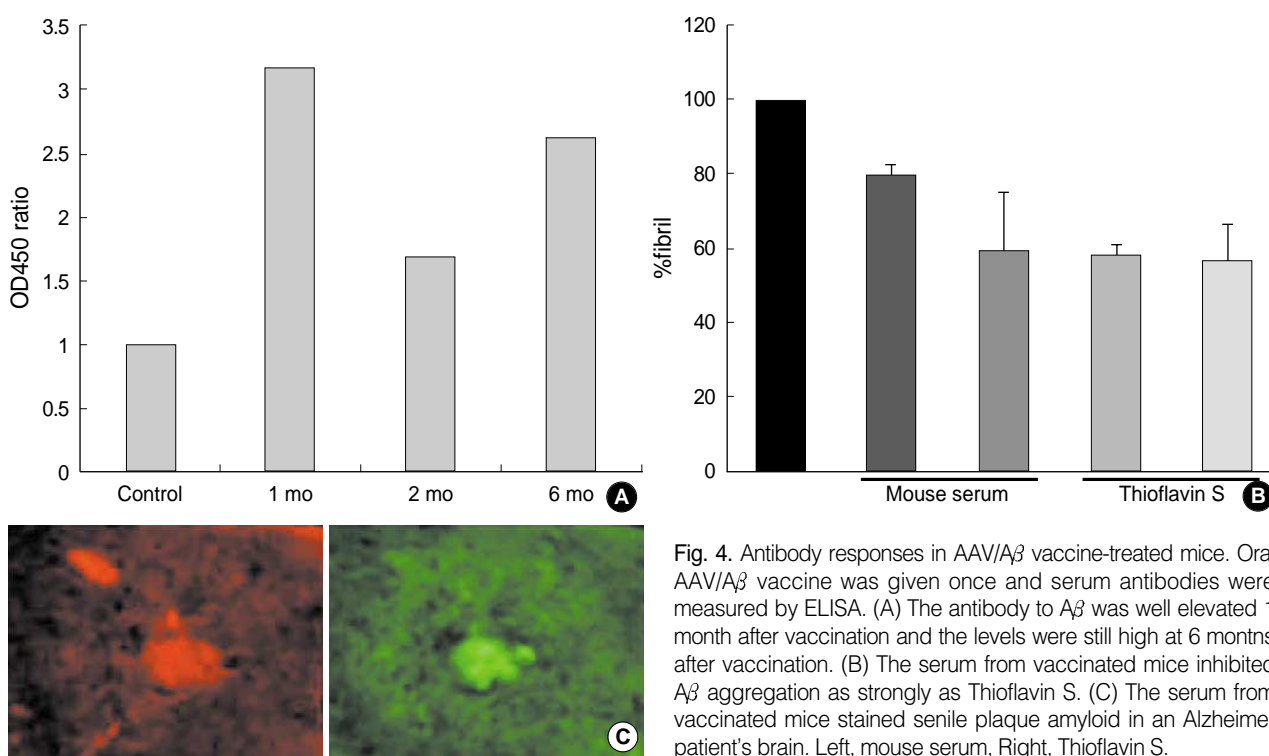 3.5
3
2.5
2
1.5
1
0.5
0
OD450 ratio
Control 1 mo 2 mo 6 mo A
120
100
80
60
40
20
0
%fibril
Mouse serum Thioflavin S B
C
Fig. 4. Antibody responses in AAV/Aβ vaccine-treated mice. Ora
AAV/Aβ vaccine was given once and serum antibodies were
measured by ELISA. (A) The antibody to Aβ was well elevated 1
month after vaccination and the levels were still high at 6 montns
after vaccination. (B) The serum from vaccinated mice inhibited
Aβ aggregation as strongly as Thioflavin S. (C) The serum from
vaccinated mice stained senile plaque amyloid in an Alzheimer
patient's brain. Left, mouse serum, Right, Thioflavin S.